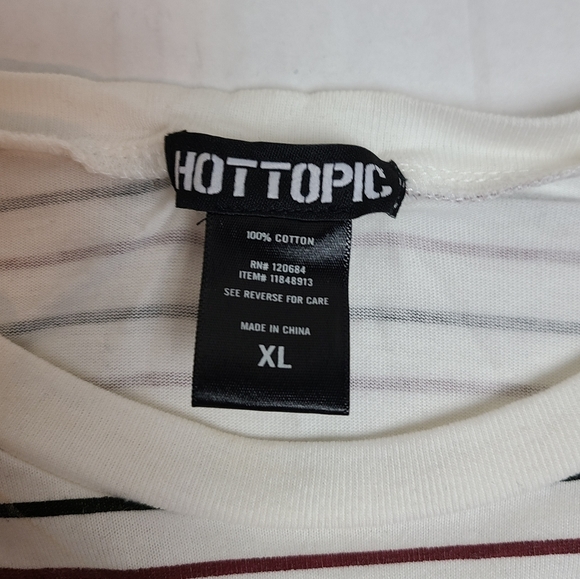 HOTTOPIC
100% COTTON
RN# 120684
ITEM# 11848913
SEE REVERSE FOR CARE
MADE IN CHINA
XL